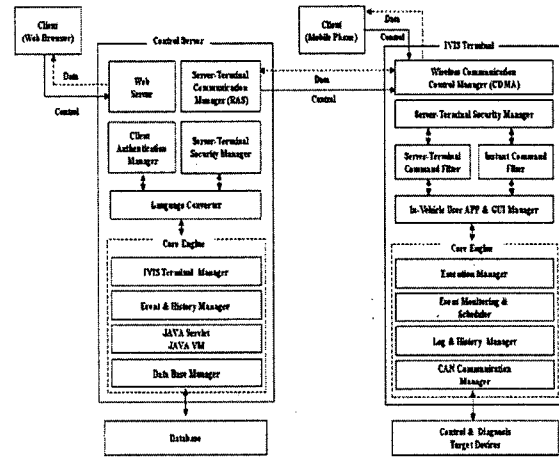 Client
(Web Browser)
Data
Control
Control Server
Web
Server
Server-Terminal
Communication
Manager (RAS)
Client
Authentication
Manager
Server-Terminal
Security Manager
Language Converter
Core Engine
IVIS Terminal Manager
Event & History Manager
JAVA Servlet
JAVA VM
Data Base Manager
Database
Client
(Mobile Phone)
Data
Control
Data
Control
IVIS Terminal
Wireless Communication
Control Manager (CDMA)
Server-Terminal Security Manager
Server-Terminal
Command Filter
Instant Command
Filter
In-Vehicle User APP & GUI Manager
Core Engine
Execution Manager
Event Monitoring &
Scheduler
Log & History Manager
CAN Communication
Manager
Control & Diagnosis
Target Devices